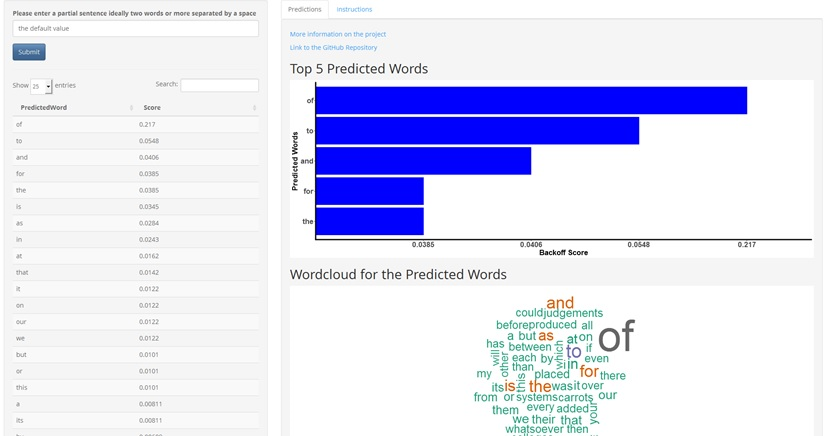 Please enter a partial sentence ideally two words or more separated by a space
the default value
Submit
Show 25 entries
Search:
PredictedWord Score
of 0.217
to 0.0548
and 0.0406
for 0.0385
the 0.0385
is 0.0345
as 0.0284
in 0.0243
at 0.0162
that 0.0142
it 0.0122
on 0.0122
our 0.0122
we 0.0122
but 0.0101
or 0.0101
this 0.0101
a 0.00811
its 0.00811
Predictions Instructions
More information on the project
Link to the GitHub Repository
Top 5 Predicted Words
Predicted Words
of
to
and
for
the
0.0385 0.0406 0.0548 0.217
Backoff Score
Wordcloud for the Predicted Words
and
could judgements
before produced all
a but as at on of
has between which to if
will other each by in even
than
my this placed for there
its is the was it over
from or systems carrots our
them every added your
we their that
whatsoever then